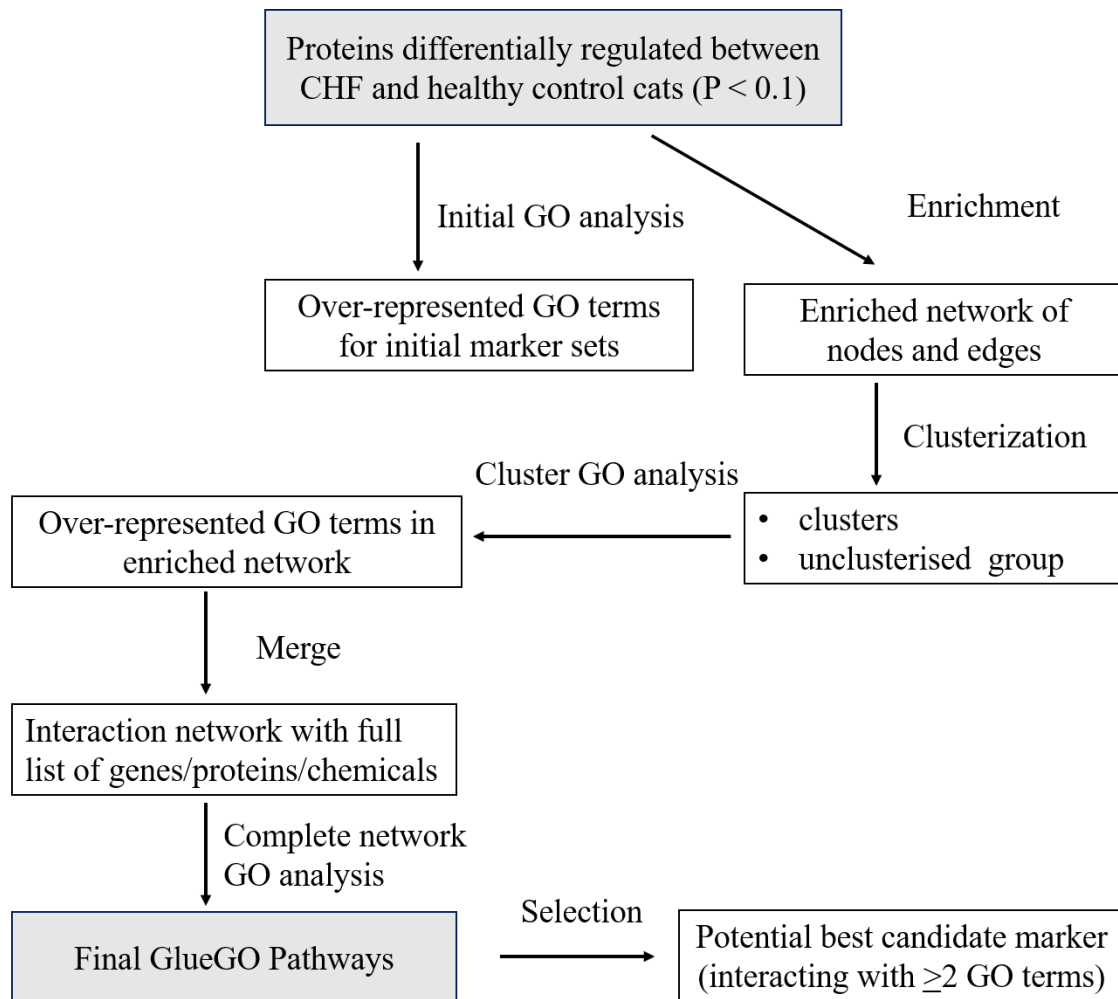 Proteins differentially regulated between
CHF and healthy control cats (P < 0.1)
Initial GO analysis
Enrichment
Over-represented GO terms
for initial marker sets
Enriched network of
nodes and edges
Clusterization
Cluster GO analysis
• clusters
• unclusterised group
Over-represented GO terms in
enriched network
Merge
Interaction network with full
list of genes/proteins/chemicals
Complete network
GO analysis
Final GlueGO Pathways
Selection
Potential best candidate marker
(interacting with ≥2 GO terms)